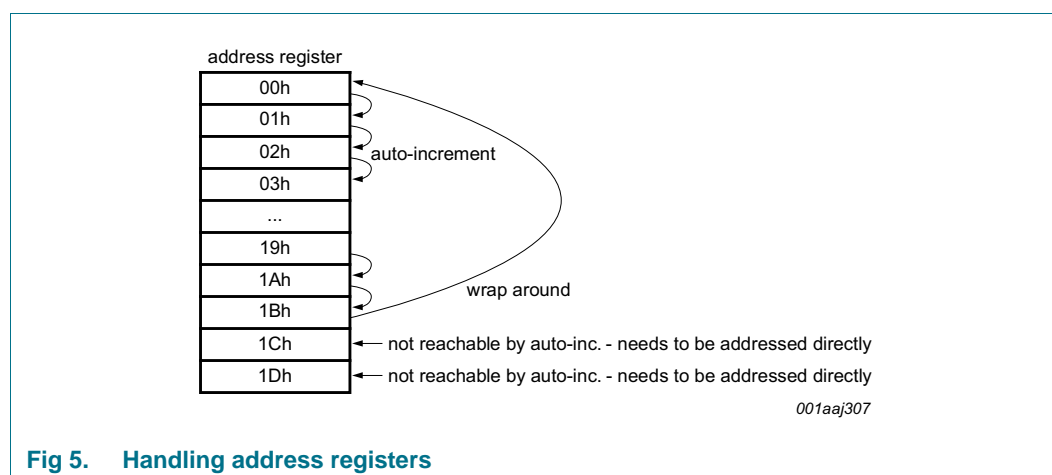 address register
00h
01h
02h
auto-increment
03h
...
19h
1Ah
wrap around
1Bh
1Ch
not reachable by auto-inc. - needs to be addressed directly
1Dh
not reachable by auto-inc. - needs to be addressed directly
001aaj307
Fig 5. Handling address registers